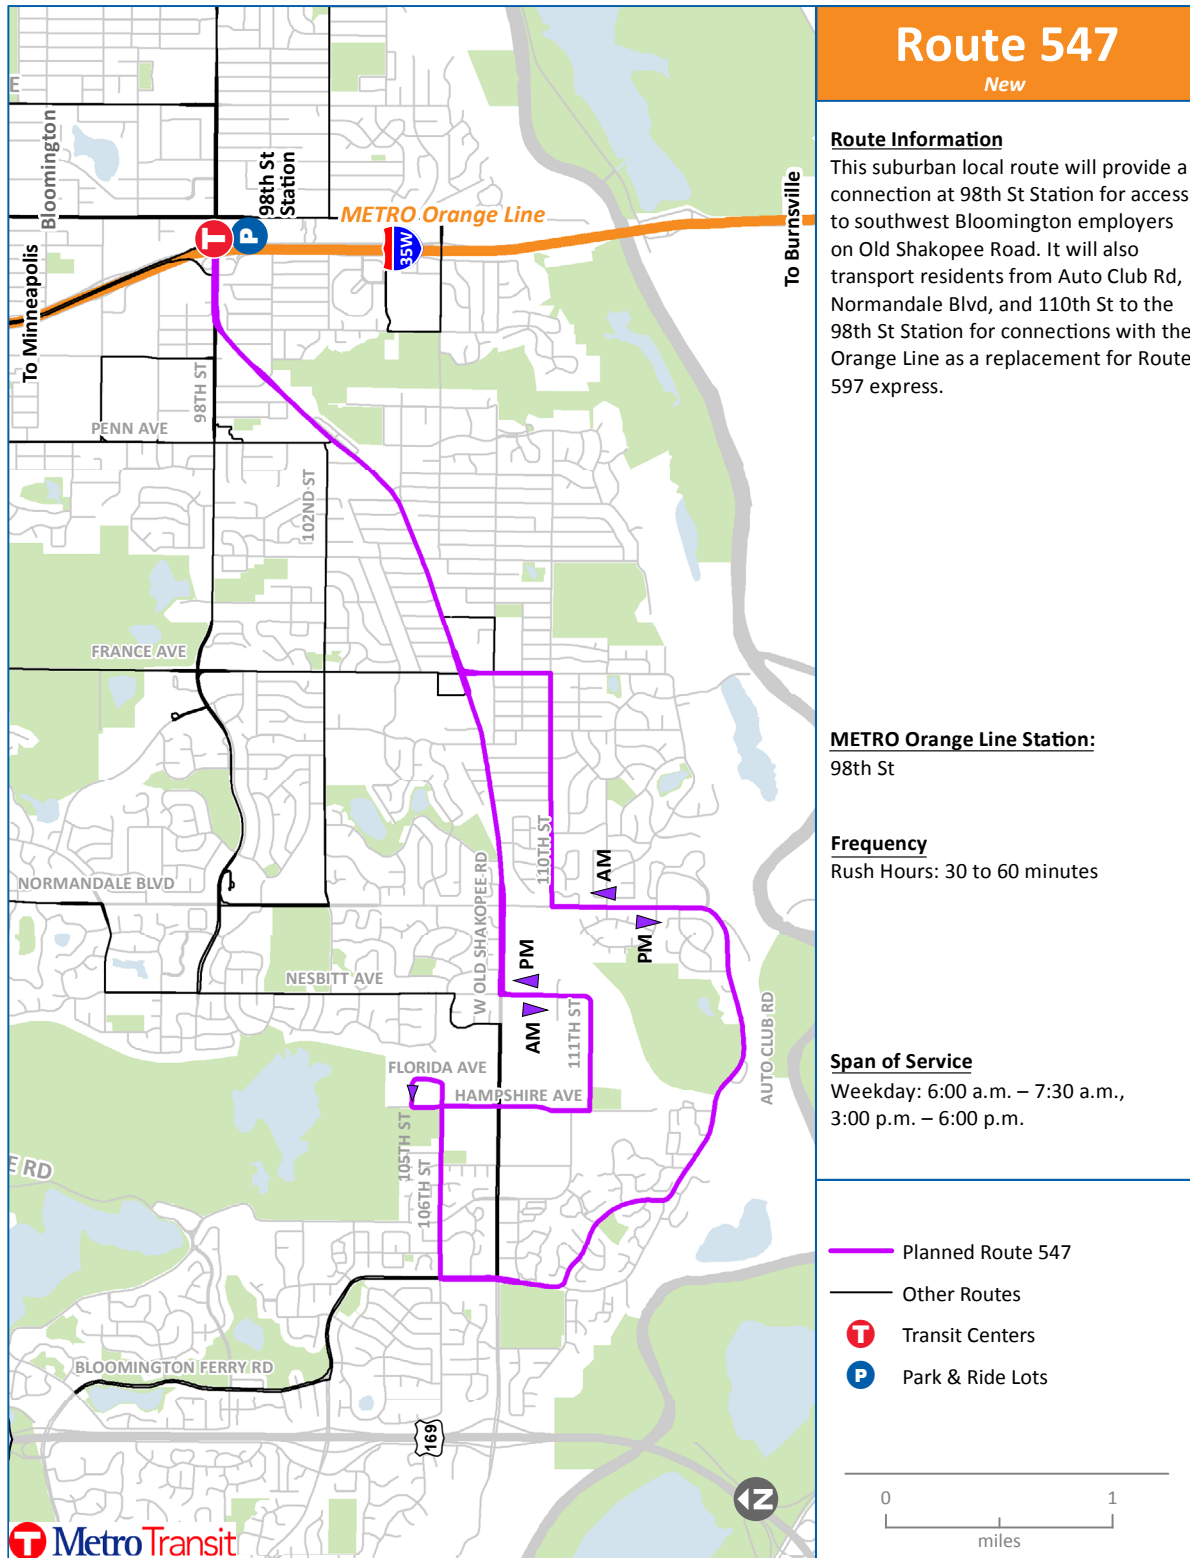 Route 547
New
Route Information
This suburban local route will provide a
connection at 98th St Station for access
to southwest Bloomington employers
on Old Shakopee Road. It will also
transport residents from Auto Club Rd,
Normandale Blvd, and 110th St to the
98th St Station for connections with the
Orange Line as a replacement for Route
597 express.
METRO Orange Line Station:
98th St
Frequency
Rush Hours: 30 to 60 minutes
Span of Service
Weekday: 6:00 a.m. – 7:30 a.m.,
3:00 p.m. – 6:00 p.m.
Planned Route 547
Other Routes
T
Transit Centers
P
Park & Ride Lots
0
1
miles
E
Bloomington
98th St
Station
T
P
METRO Orange Line
35W
To Minneapolis
To Burnsville
98TH ST
PENN AVE
102ND ST
FRANCE AVE
110TH ST
NORMANDALE BLVD
W OLD SHAKOPEE RD
AM
PM
PM
AM
NESBITT AVE
111TH ST
AUTO CLUB RD
FLORIDA AVE
HAMPSHIRE AVE
105TH ST
106TH ST
E RD
BLOOMINGTON FERRY RD
169
N
T MetroTransit